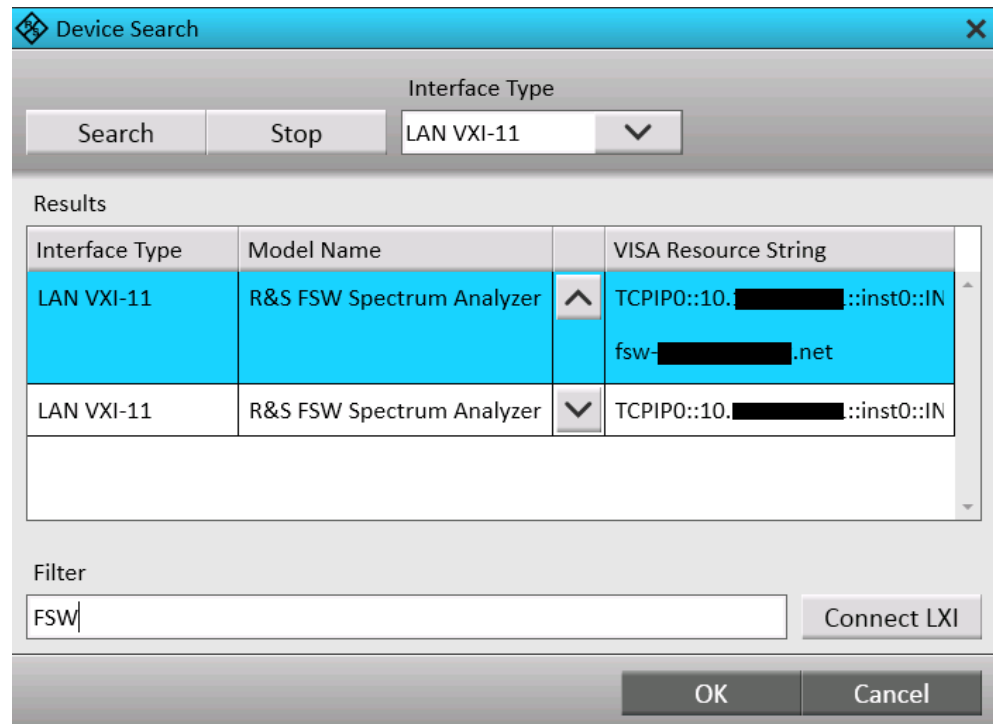 R&S Device Search
Interface Type
Search Stop LAN VXI-11
Results
Interface Type Model Name VISA Resource String
LAN VXI-11 R&S FSW Spectrum Analyzer TCPIP0::10. ::inst0::IN
fsw- .net
LAN VXI-11 R&S FSW Spectrum Analyzer TCPIP0::10. ::inst0::IN
Filter
FSW Connect LXI
OK Cancel